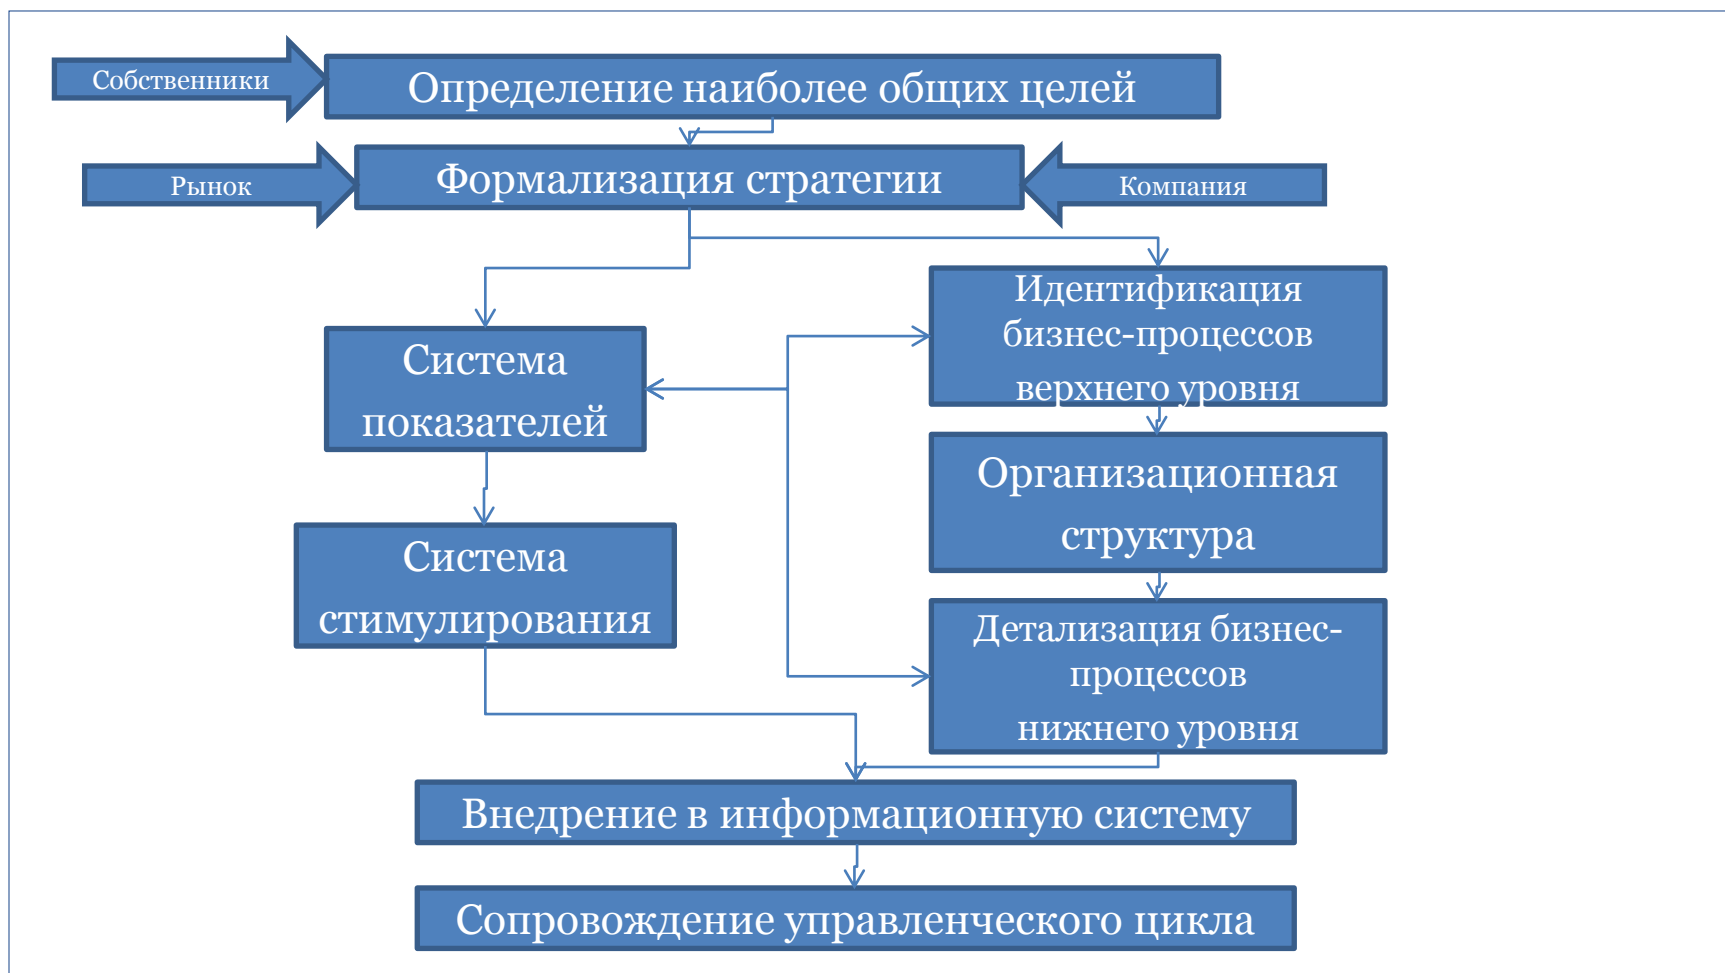 Собственники
Определение наиболее общих целей
Рынок
Формализация стратегии
Компания
Система
показателей
Идентификация
бизнес-процессов
верхнего уровня
Организационная
структура
Система
стимулирования
Детализация бизнес-
процессов
нижнего уровня
Внедрение в информационную систему
Сопровождение управленческого цикла